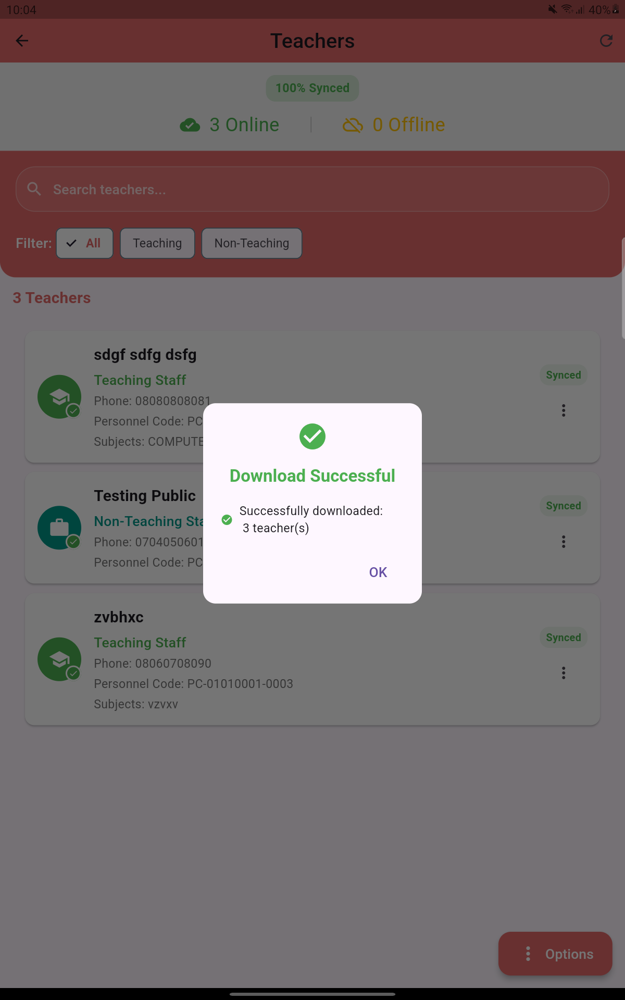 10:04
40%
Teachers
100% Synced
3 Online
0 Offline
Search teachers...
Filter:
All
Teaching
Non-Teaching
3 Teachers
sdgf sdfg dsfg
Teaching Staff
Phone: 08080808081
Personnel Code: PC
Subjects: COMPUTE
Synced
Testing Public
Non-Teaching Sta
Phone: 0704050601
Personnel Code: PC
Synced
Download Successful
Successfully downloaded:
3 teacher(s)
OK
zvbhxc
Teaching Staff
Phone: 08060708090
Personnel Code: PC-01010001-0003
Subjects: vzvxv
Synced
Options